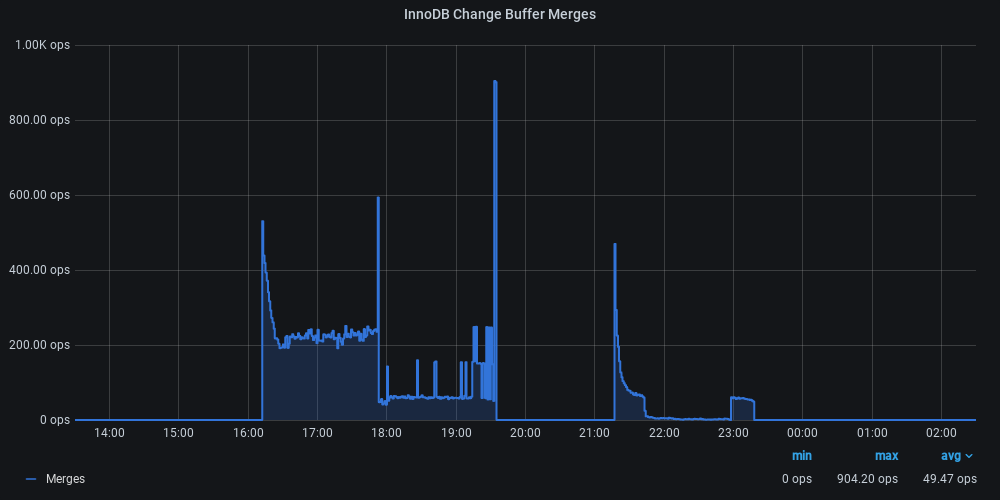 InnoDB Change Buffer Merges
1.00K ops
800.00 ops
600.00 ops
400.00 ops
200.00 ops
0 ops
14:00 15:00 16:00 17:00 18:00 19:00 20:00 21:00 22:00 23:00 00:00 01:00 02:00
min max avg
Merges 0 ops 904.20 ops 49.47 ops